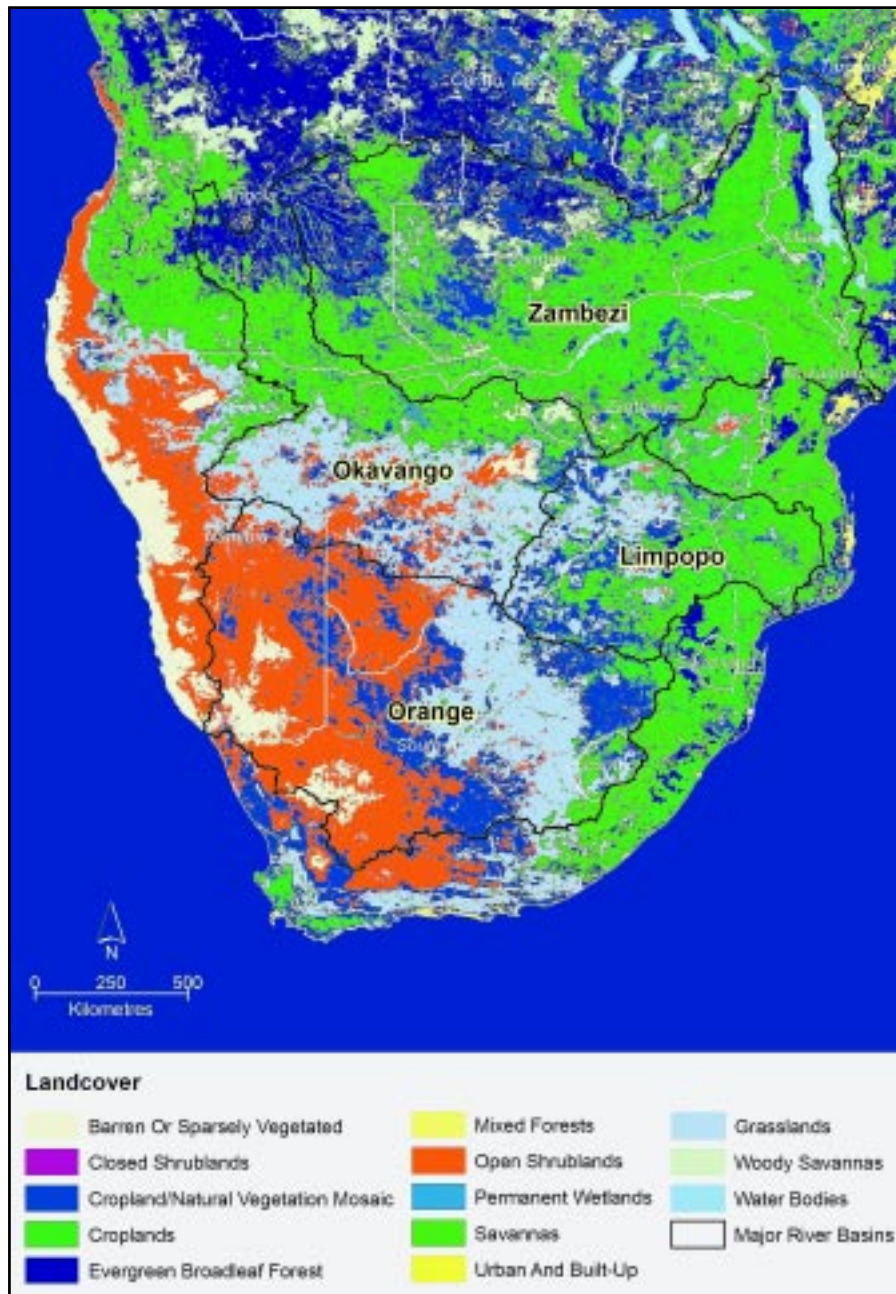 Zambezi
Okavango
Limpopo
Orange
N
0 250 500
Kilometres
Landcover
Barren Or Sparsely Vegetated
Closed Shrublands
Cropland/Natural Vegetation Mosaic
Croplands
Evergreen Broadleaf Forest
Mixed Forests
Open Shrublands
Permanent Wetlands
Savannas
Urban And Built-Up
Grasslands
Woody Savannas
Water Bodies
Major River Basins